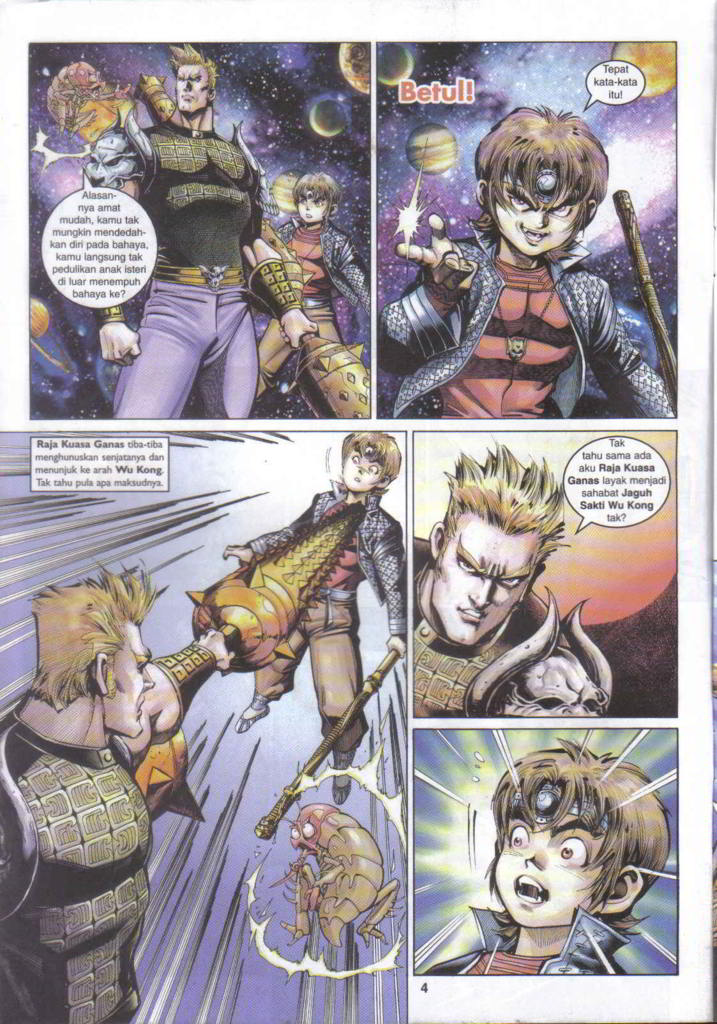 Alasan-
nya amat
mudah, kamu tak
mungkin mendedah-
kan diri pada bahaya,
kamu langsung tak
pedulikan anak isteri
di luar menempuh
bahaya ke?
Betul!
Tepat
kata-kata
itu!
Raja Kuasa Ganas tiba-tiba
menghunuskan senjatanya dan
menunjuk ke arah Wu Kong.
Tak tahu pula apa maksudnya.
Tak
tahu sama ada
aku Raja Kuasa
Ganas layak menjadi
sahabat Jaguh
Sakti Wu Kong
tak?
4